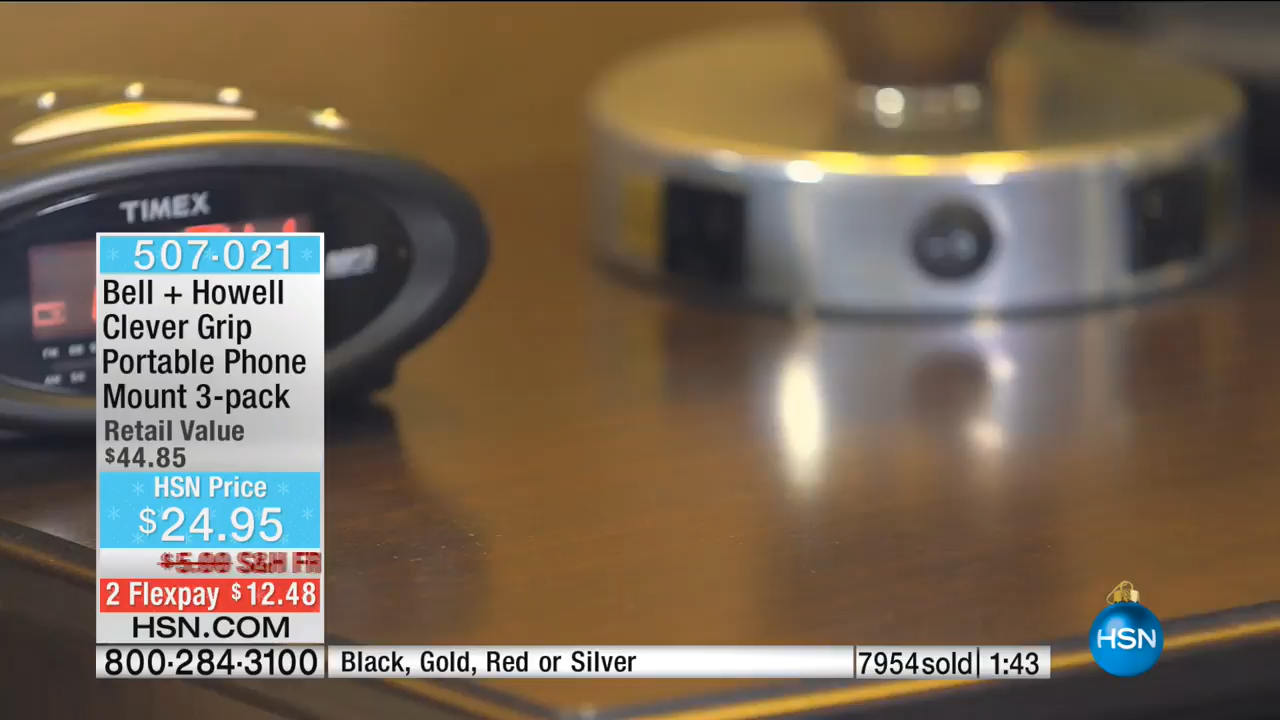 TIMEX
507·021
Bell + Howell
Clever Grip
Portable Phone
Mount 3-pack
Retail Value
$44.85
HSN Price
$24.95
$5.00 S&H FR
2 Flexpay $12.48
HSN.COM
800·284·3100
Black, Gold, Red or Silver
7954sold
1:43
HSN